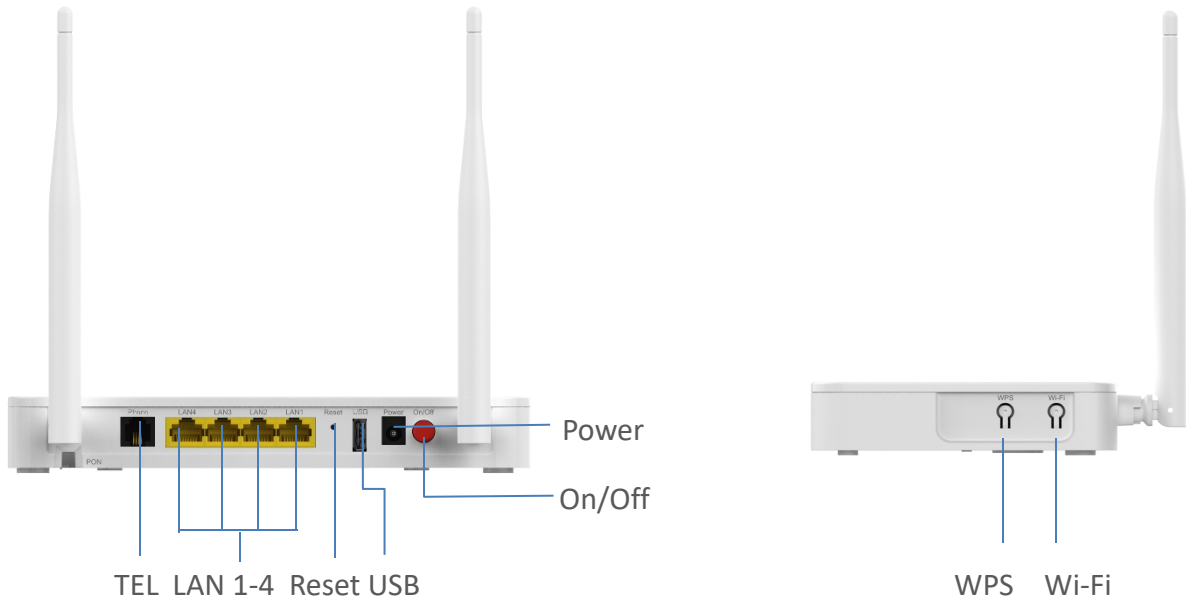 Phone LAN4 LAN3 LAN2 LAN1 Reset USB Power On/Off
PON
Power
On/Off
TEL LAN 1-4 Reset USB
WPS Wi-Fi
WPS Wi-Fi